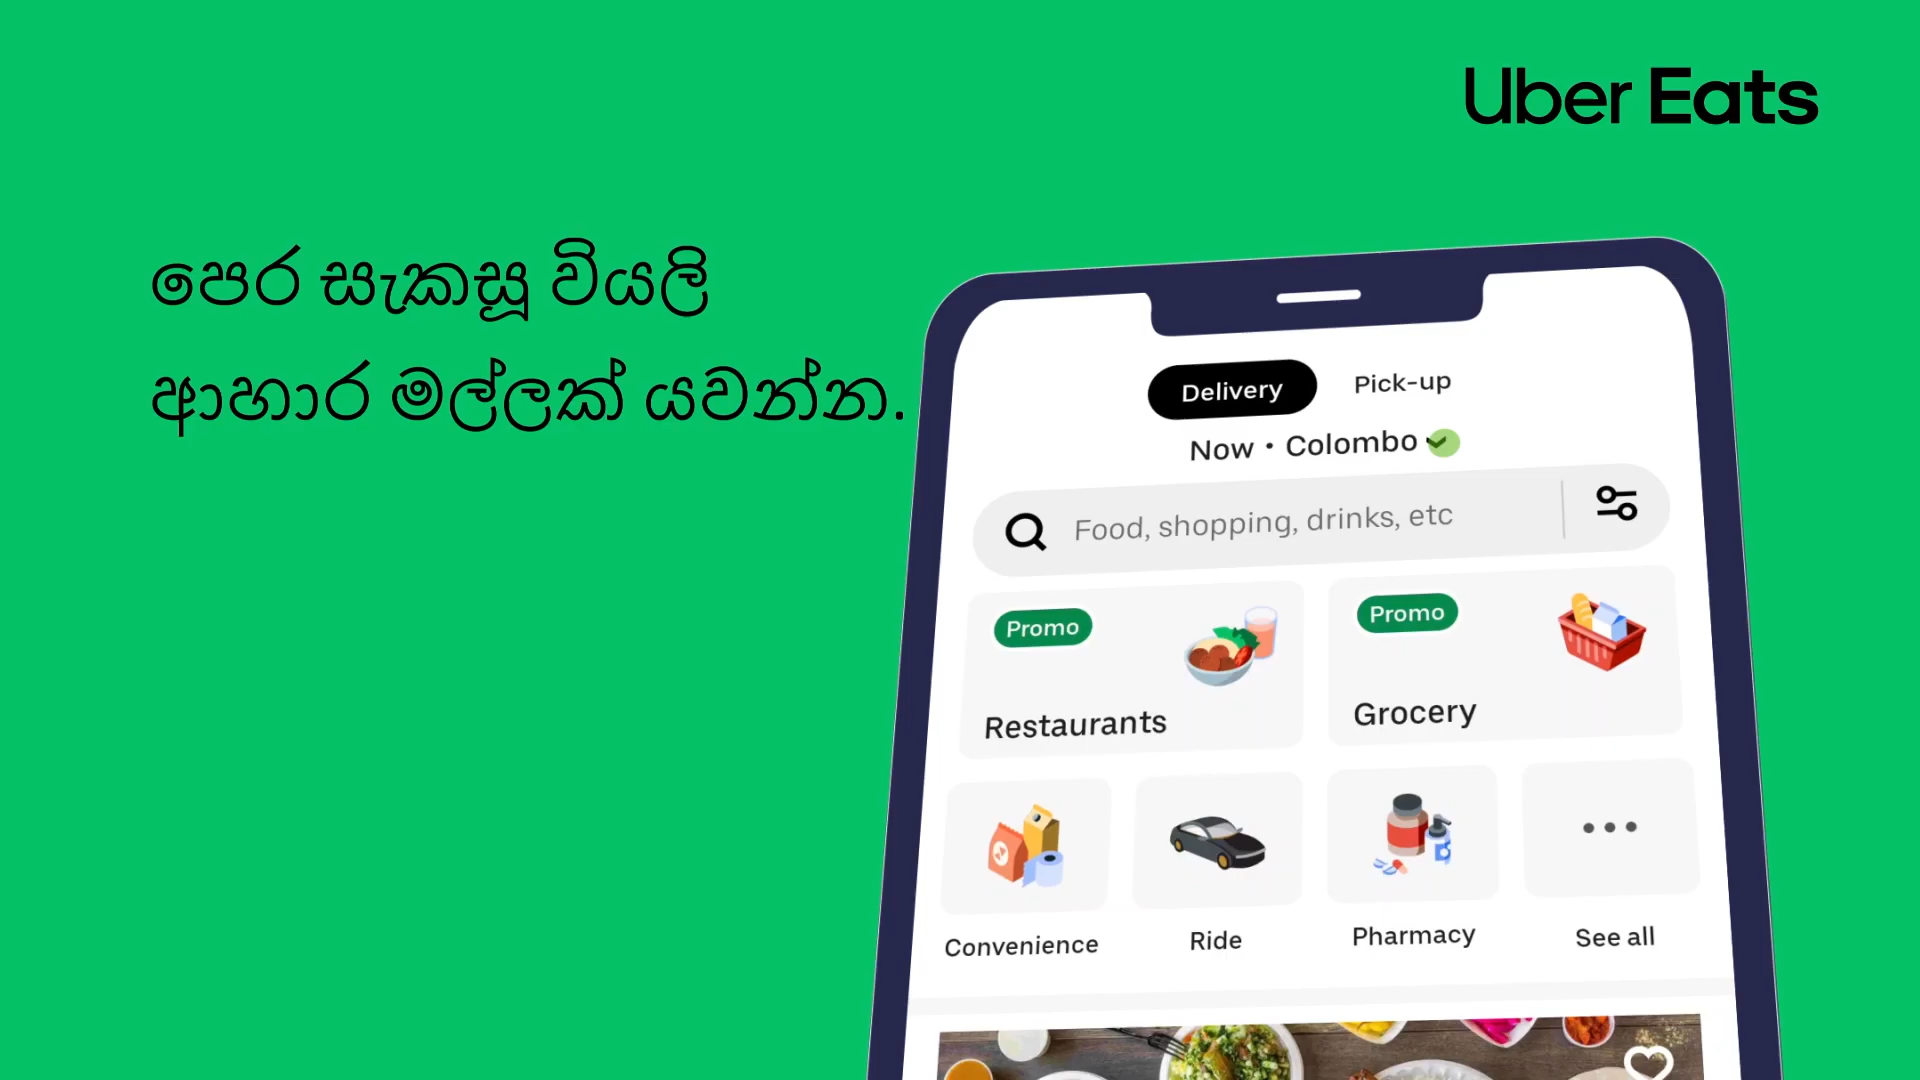 Uber Eats
පෙර සැකසූ වියලි
ආහාර මල්ලක් යවන්න.
Delivery Pick-up
Now • Colombo
Food, shopping, drinks, etc
Promo Promo
Restaurants Grocery
Convenience Ride Pharmacy See all